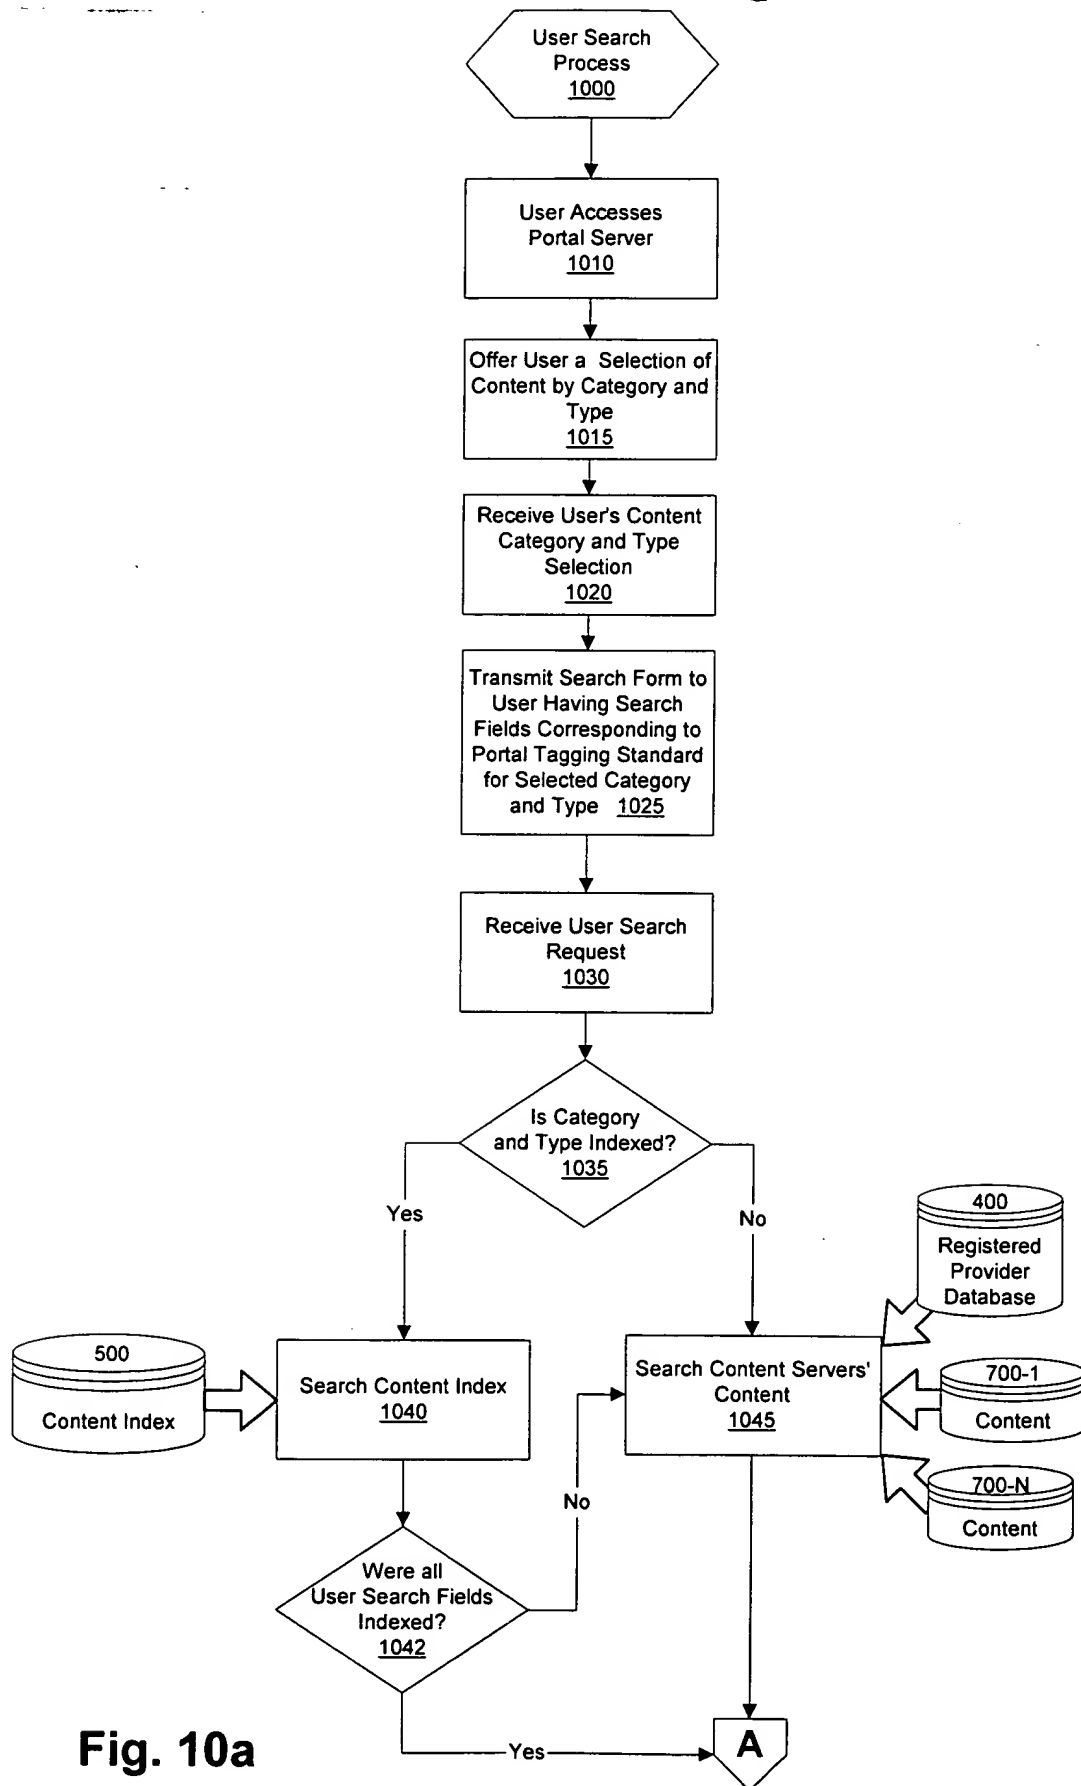 User Search
Process
1000
User Accesses
Portal Server
1010
Offer User a Selection of
Content by Category and
Type
1015
Receive User's Content
Category and Type
Selection
1020
Transmit Search Form to
User Having Search
Fields Corresponding to
Portal Tagging Standard
for Selected Category
and Type 1025
Receive User Search
Request
1030
Is Category
and Type Indexed?
1035
Yes
No
400
Registered
Provider
Database
500
Content Index
Search Content Index
1040
Search Content Servers'
Content
1045
700-1
Content
700-N
Content
No
Were all
User Search Fields
Indexed?
1042
Yes
A
Fig. 10a